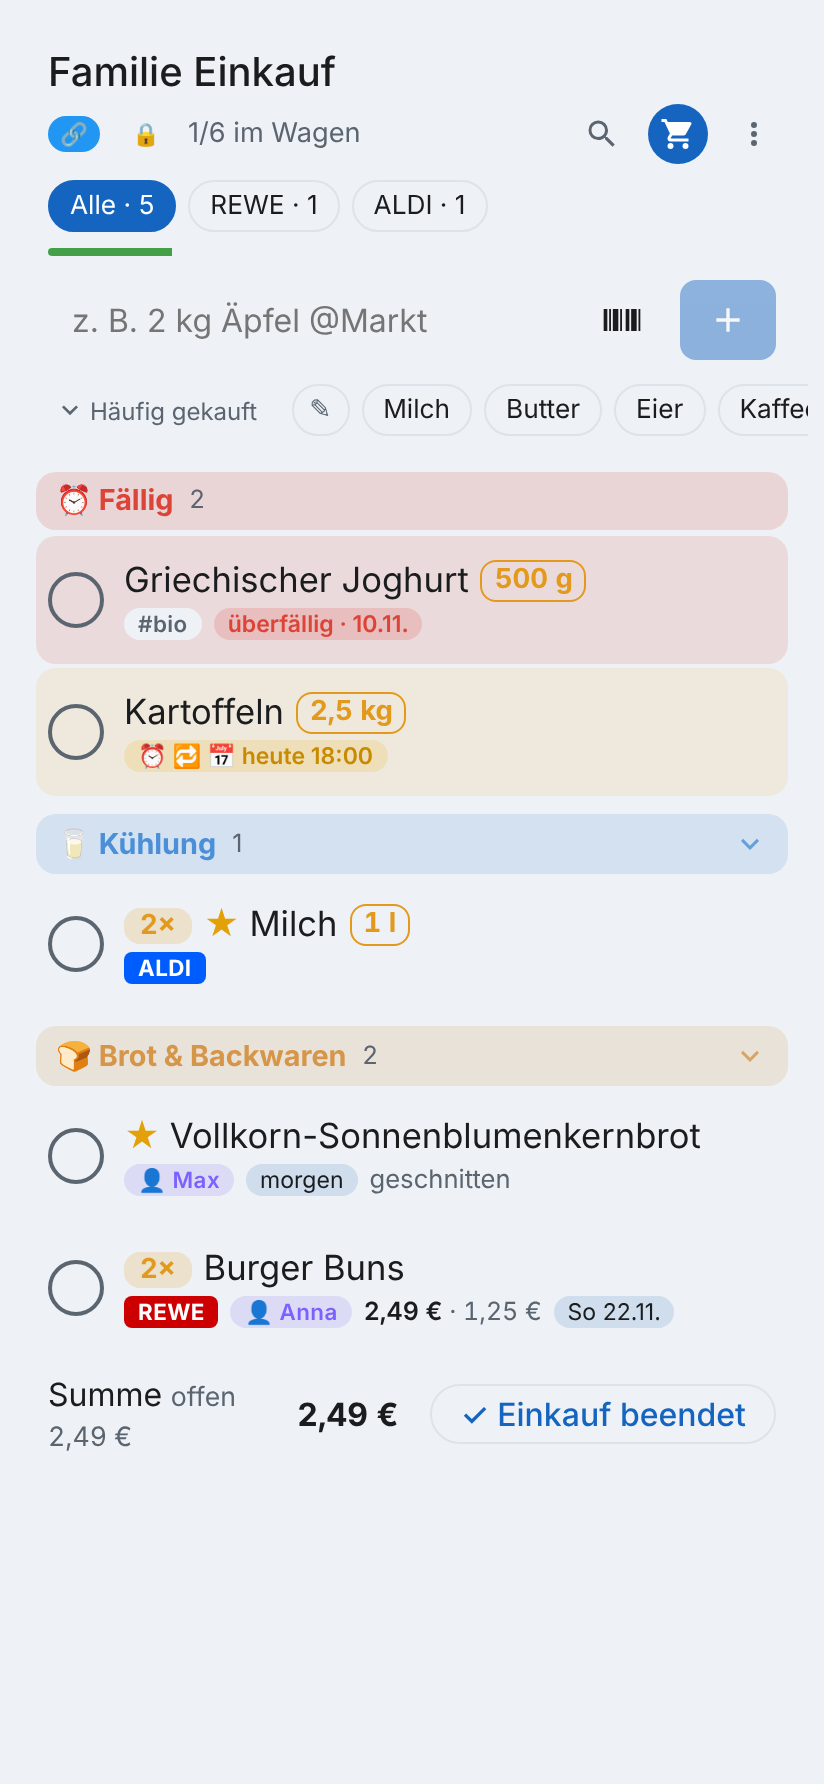 Familie Einkauf
1/6 im Wagen
Alle · 5 REWE · 1 ALDI · 1
z. B. 2 kg Äpfel @Markt
Häufig gekauft Milch Butter Eier Kaffee
Fällig 2
Griechischer Joghurt 500 g
#bio überfällig · 10.11.
Kartoffeln 2,5 kg
heute 18:00
Kühlung 1
2× ★ Milch 1 l
ALDI
Brot & Backwaren 2
★ Vollkorn-Sonnenblumenkernbrot
Max morgen geschnitten
2× Burger Buns
REWE Anna 2,49 € · 1,25 € So 22.11.
Summe offen
2,49 €
2,49 € ✓ Einkauf beendet